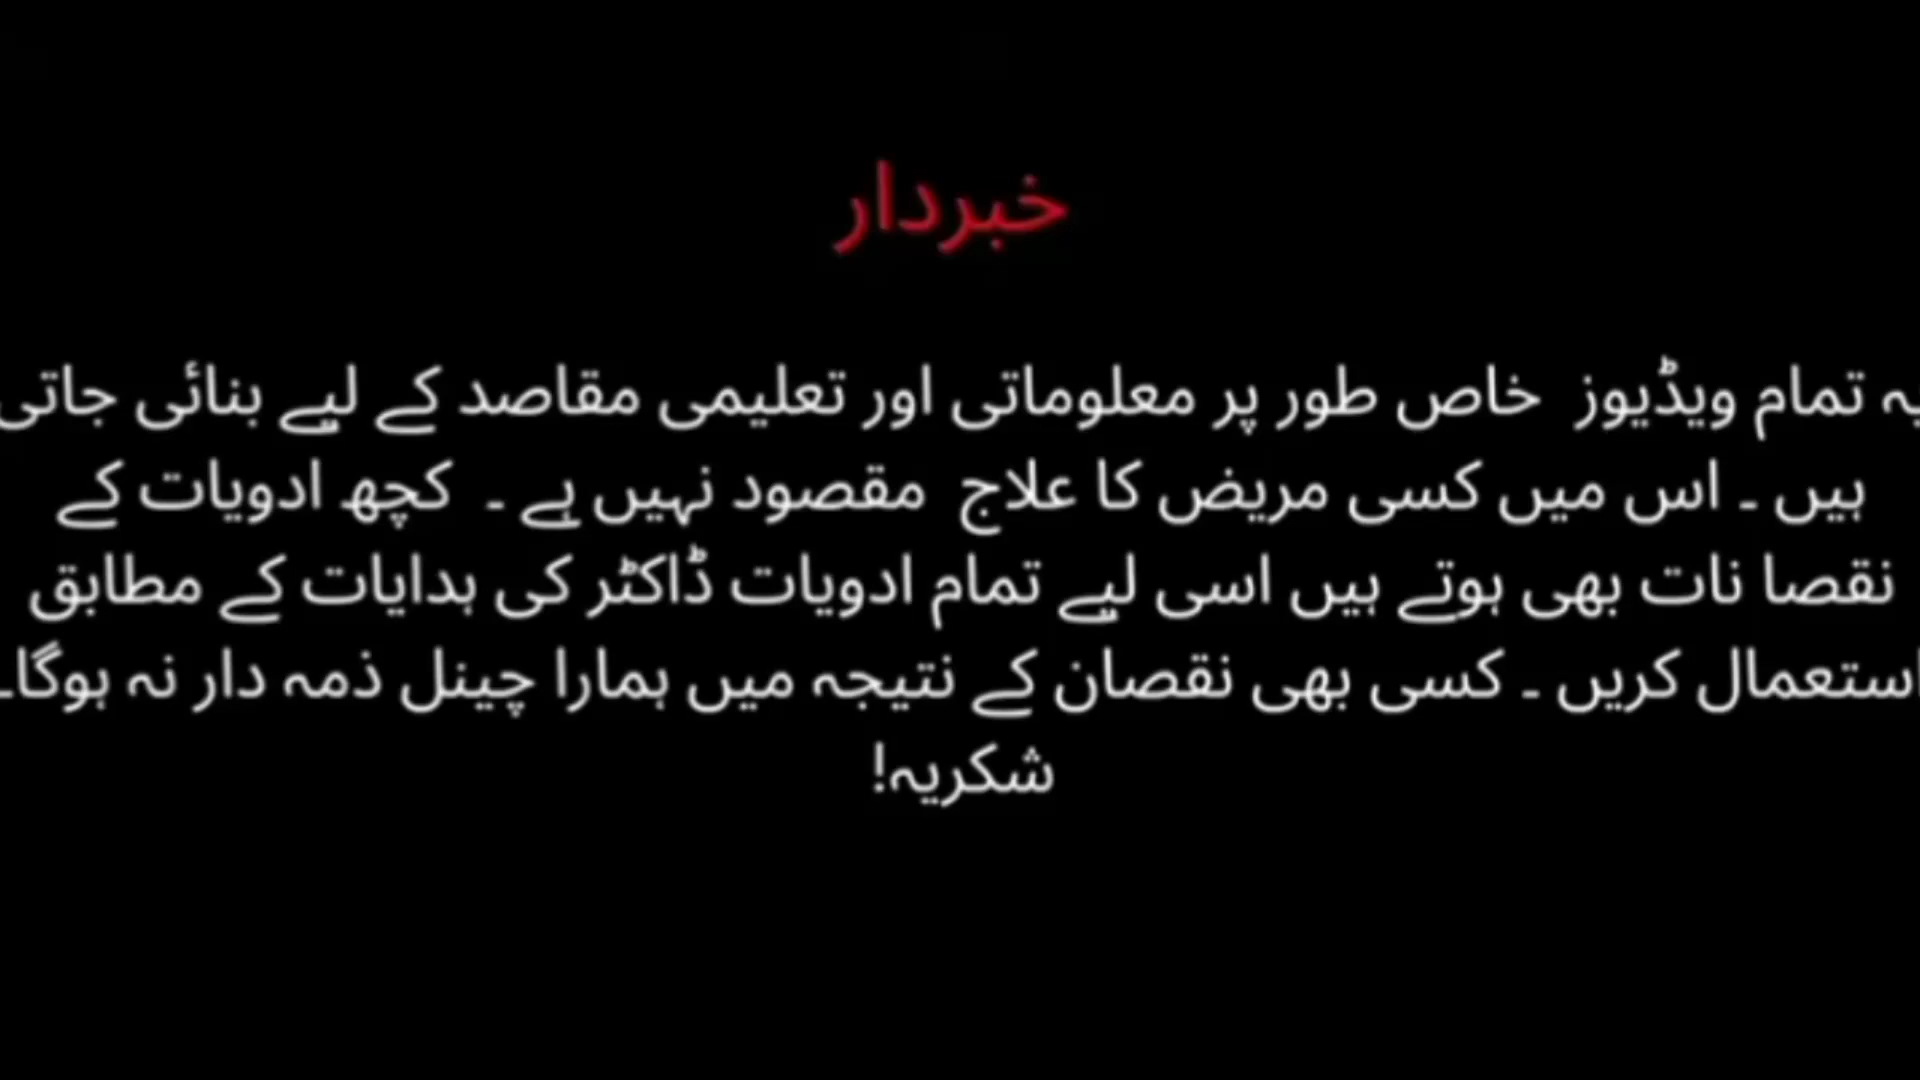 خبردار
یہ تمام ویڈیوز خاص طور پر معلوماتی اور تعلیمی مقاصد کے لیے بنائی جاتی
ہیں ۔ اس میں کسی مریض کا علاج مقصود نہیں ہے ۔ کچھ ادویات کے
نقصا نات بھی ہوتے ہیں اسی لیے تمام ادویات ڈاکٹر کی ہدایات کے مطابق
استعمال کریں ۔ کسی بھی نقصان کے نتیجہ میں ہمارا چینل ذمہ دار نہ ہوگا۔
شکریہ!